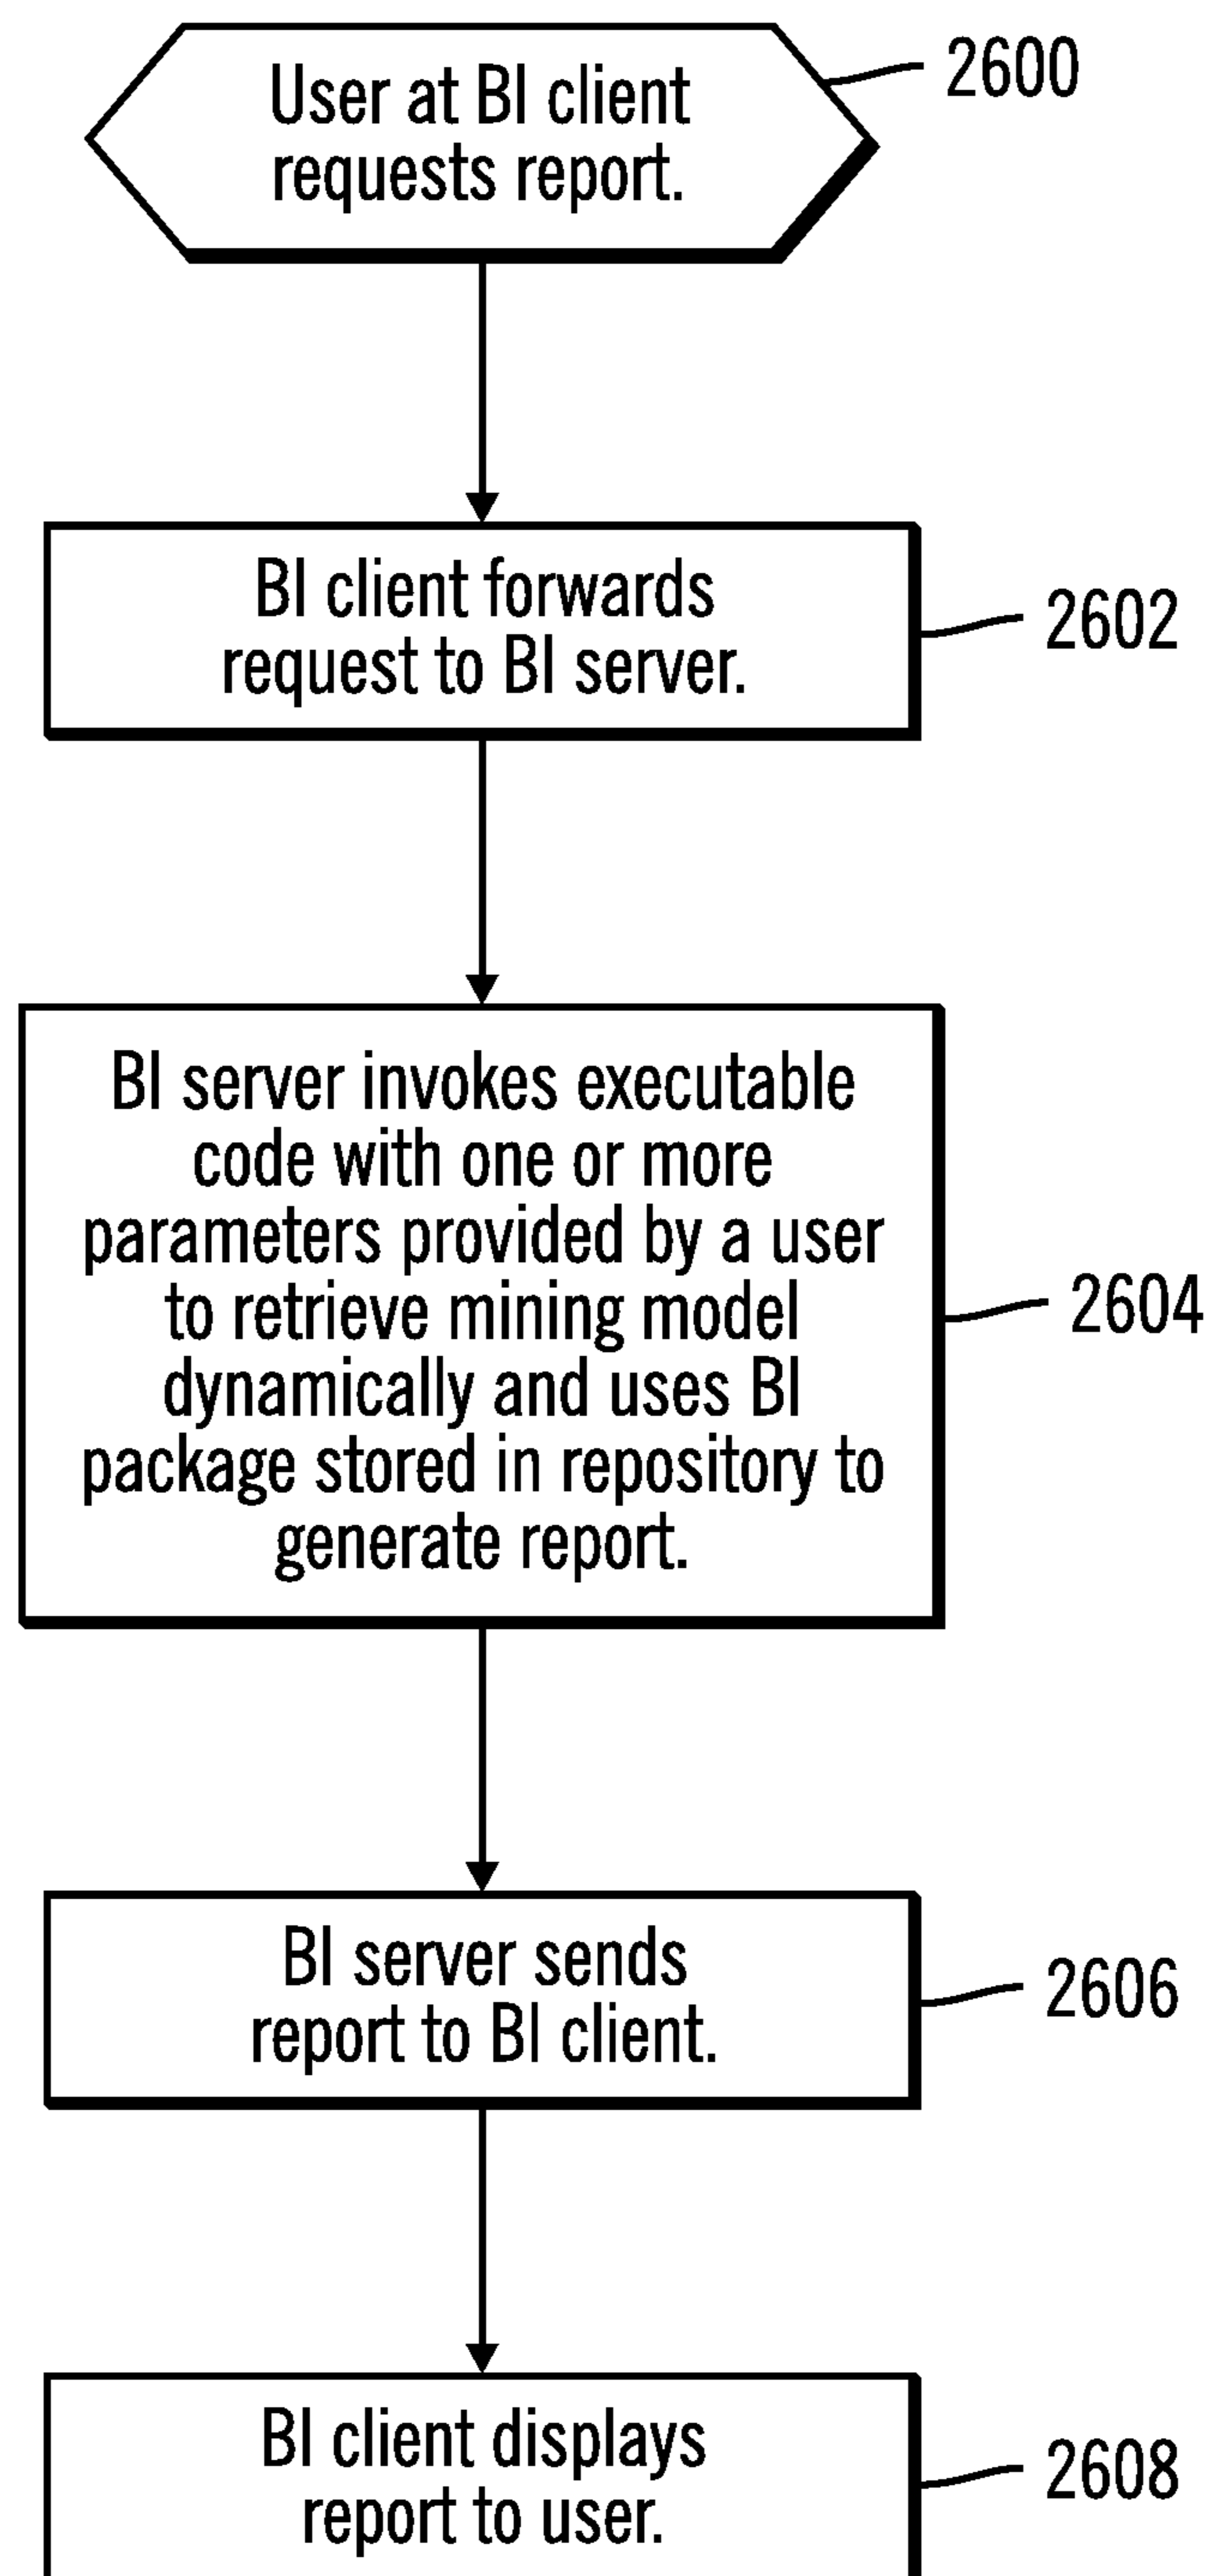 User at BI client
requests report.
2600
BI client forwards
request to BI server.
2602
BI server invokes executable
code with one or more
parameters provided by a user
to retrieve mining model
dynamically and uses BI
package stored in repository to
generate report.
2604
BI server sends
report to BI client.
2606
BI client displays
report to user.
2608